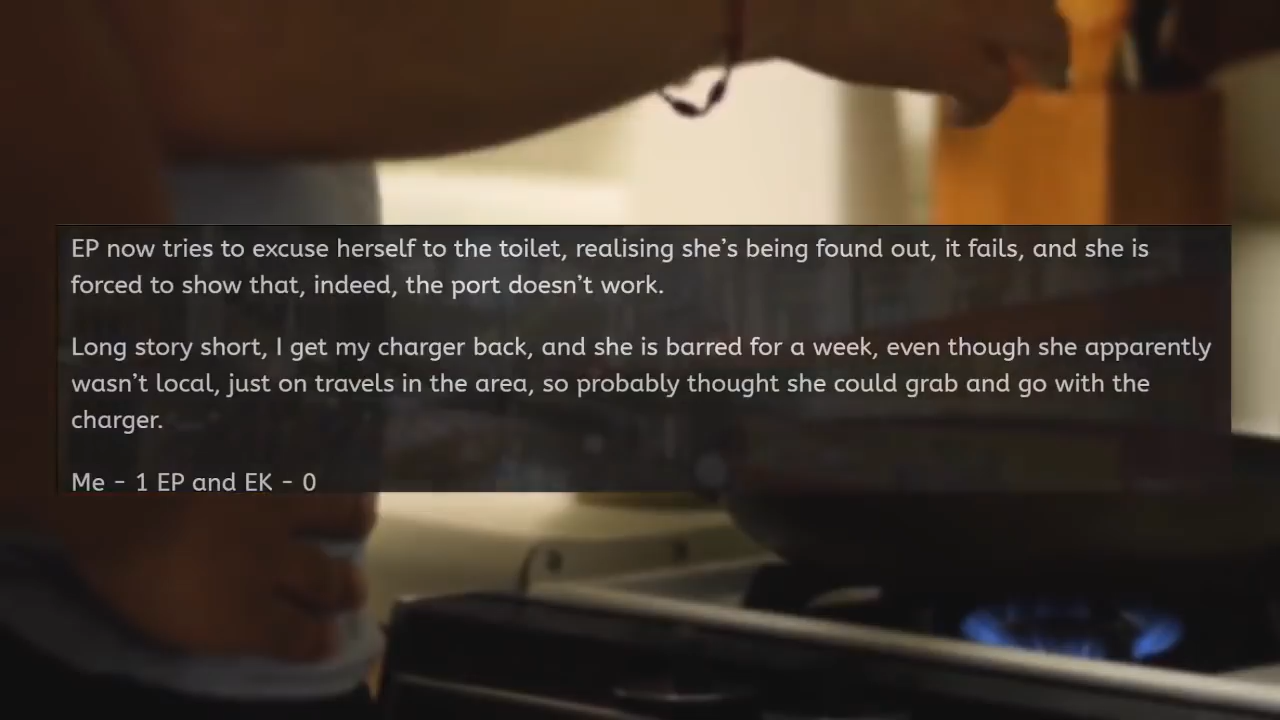 EP now tries to excuse herself to the toilet, realising she’s being found out, it fails, and she is
forced to show that, indeed, the port doesn’t work.
Long story short, I get my charger back, and she is barred for a week, even though she apparently
wasn’t local, just on travels in the area, so probably thought she could grab and go with the
charger.
Me - 1 EP and EK - 0